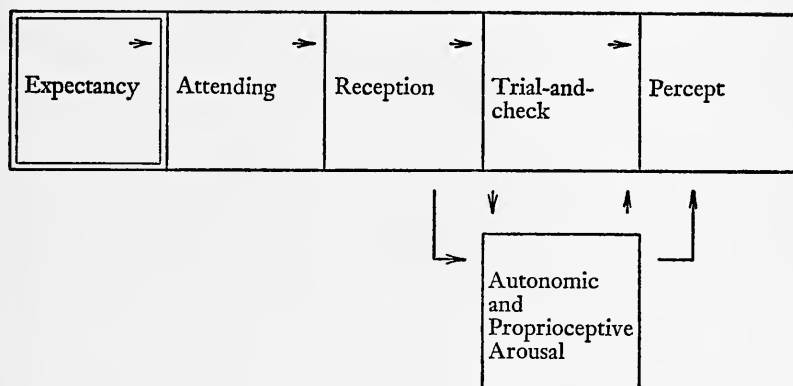 Expectancy
Attending
Reception
Trial-and-
check
Percept
Autonomic
and
Proprioceptive
Arousal